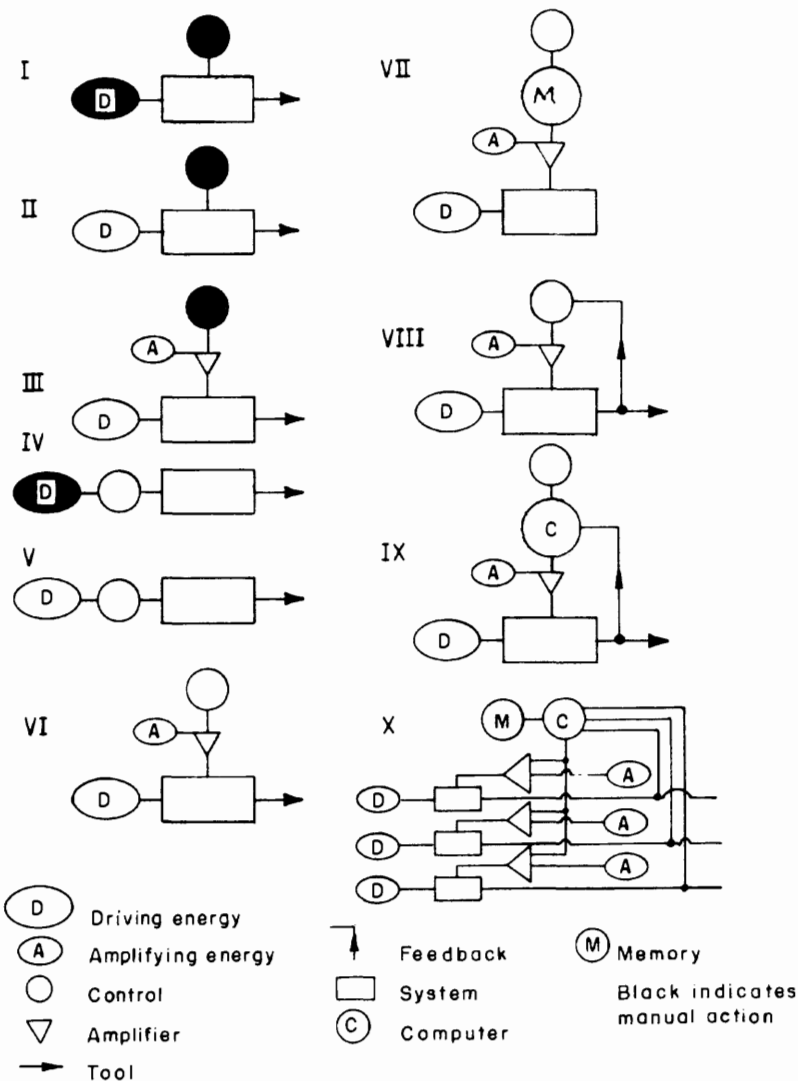 I
D
II
D
III
A
D
IV
D
V
D
VI
A
D
VII
M
A
D
VIII
A
D
IX
C
A
D
X
M C
A
D
A
D
A
D
D Driving energy
A Amplifying energy
Control
Amplifier
Tool
Feedback
System
C Computer
M Memory
Black indicates
manual action